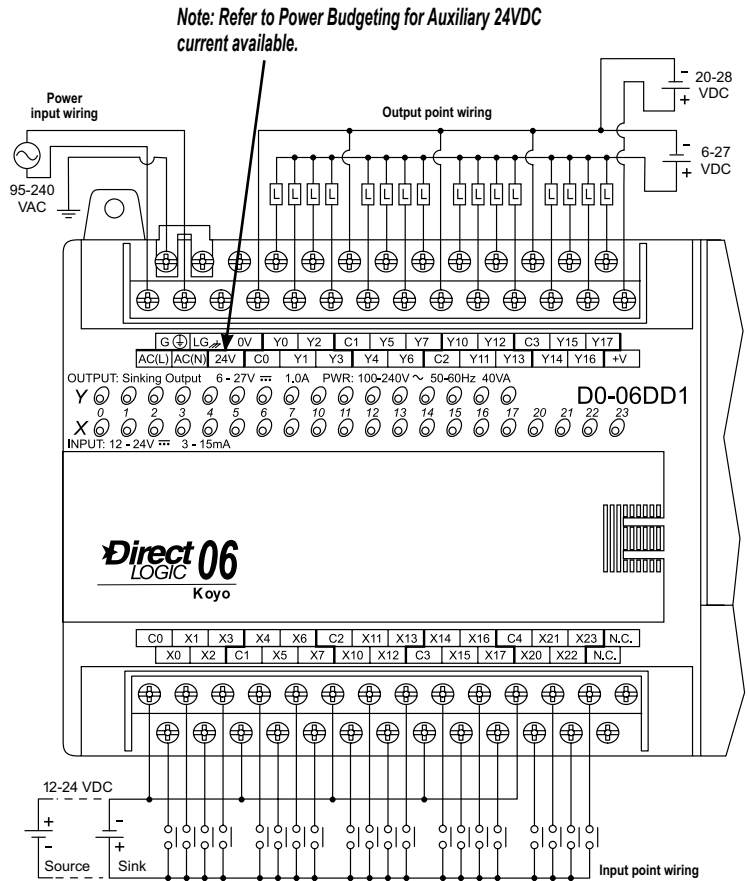 Note: Refer to Power Budgeting for Auxiliary 24VDC
current available.
Power
input wiring
Output point wiring
- 20-28
+ VDC
- 6-27
+ VDC
95-240
VAC
L L L L L L L L L L L L L L L L
G LG 0V Y0 Y2 C1 Y5 Y7 Y10 Y12 C3 Y15 Y17
AC(L) AC(N) 24V C0 Y1 Y3 Y4 Y6 C2 Y11 Y13 Y14 Y16 +V
OUTPUT: Sinking Output 6 - 27V ⎓ 1.0A PWR: 100-240V ~ 50-60Hz 40VA
Y D0-06DD1
0 1 2 3 4 5 6 7 10 11 12 13 14 15 16 17 20 21 22 23
X
INPUT: 12 - 24V ⎓ 3 - 15mA
Direct
LOGIC 06
Koyo
C0 X1 X3 X4 X6 C2 X11 X13 X14 X16 C4 X21 X23 N.C.
X0 X2 C1 X5 X7 X10 X12 C3 X15 X17 X20 X22 N.C.
12-24 VDC
+ -
- +
Source Sink
Input point wiring